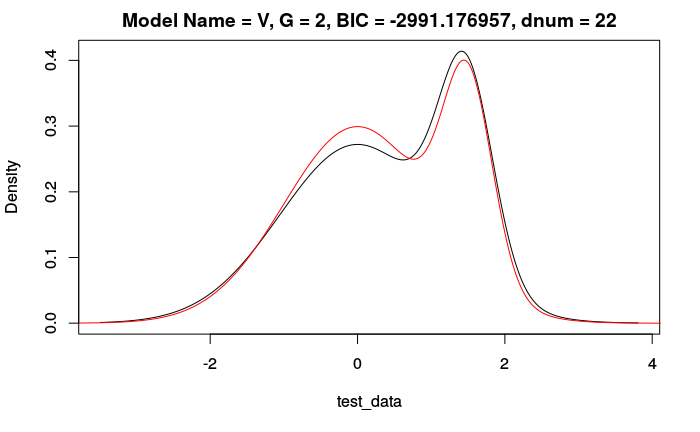 Model Name = V, G = 2, BIC = -2991.176957, dnum = 22
Density
0.4
0.3
0.2
0.1
0.0
-2 0 2 4
test_data